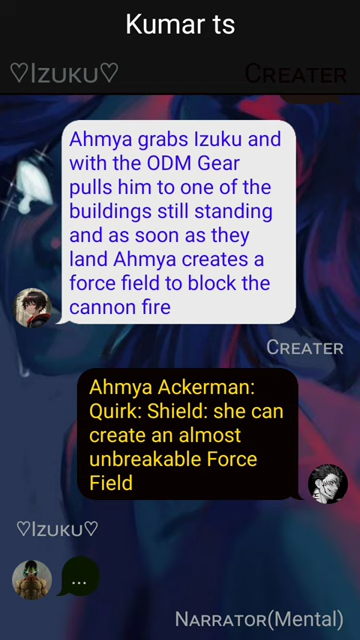 Kumar ts
♡Izuku♡
Creater
Ahmya grabs Izuku and
with the ODM Gear
pulls him to one of the
buildings still standing
and as soon as they
land Ahmya creates a
force field to block the
cannon fire
Creater
Ahmya Ackerman:
Quirk: Shield: she can
create an almost
unbreakable Force
Field
♡Izuku♡
...
Narrator(Mental)